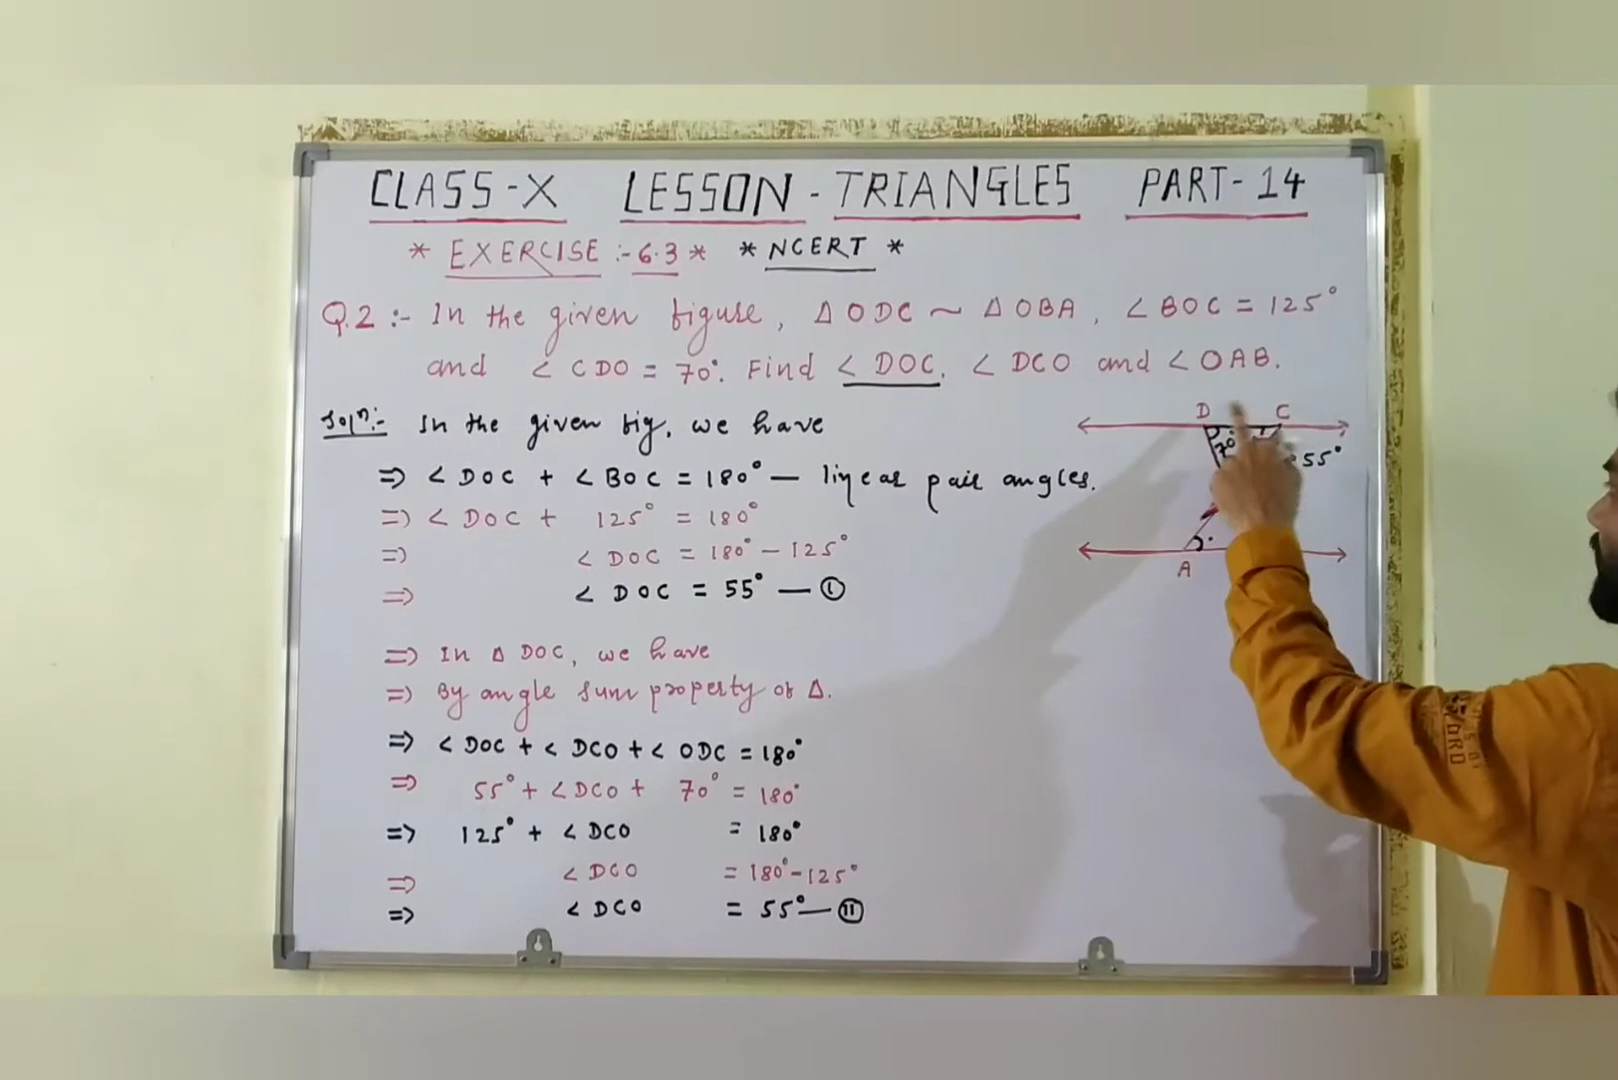 CLASS-X LESSON - TRIANGLES PART-14
* EXERCISE :- 6.3 * * NCERT *
Q.2 :- In the given figure, Δ ODC ~ Δ OBA, ∠ BOC = 125°
and ∠ CDO = 70°. Find ∠ DOC, ∠ DCO and ∠ OAB.
Solⁿ:- In the given fig, we have
=> ∠ DOC + ∠ BOC = 180° — linear pair angles.
=> ∠ DOC + 125° = 180°
=> ∠ DOC = 180° - 125°
=> ∠ DOC = 55° — ①
=> In Δ DOC, we have
=> By angle sum property of Δ.
=> ∠ DOC + ∠ DCO + ∠ ODC = 180°
=> 55° + ∠ DCO + 70° = 180°
=> 125° + ∠ DCO = 180°
=> ∠ DCO = 180° - 125°
=> ∠ DCO = 55° — ⑪
D C
70° 55°
A